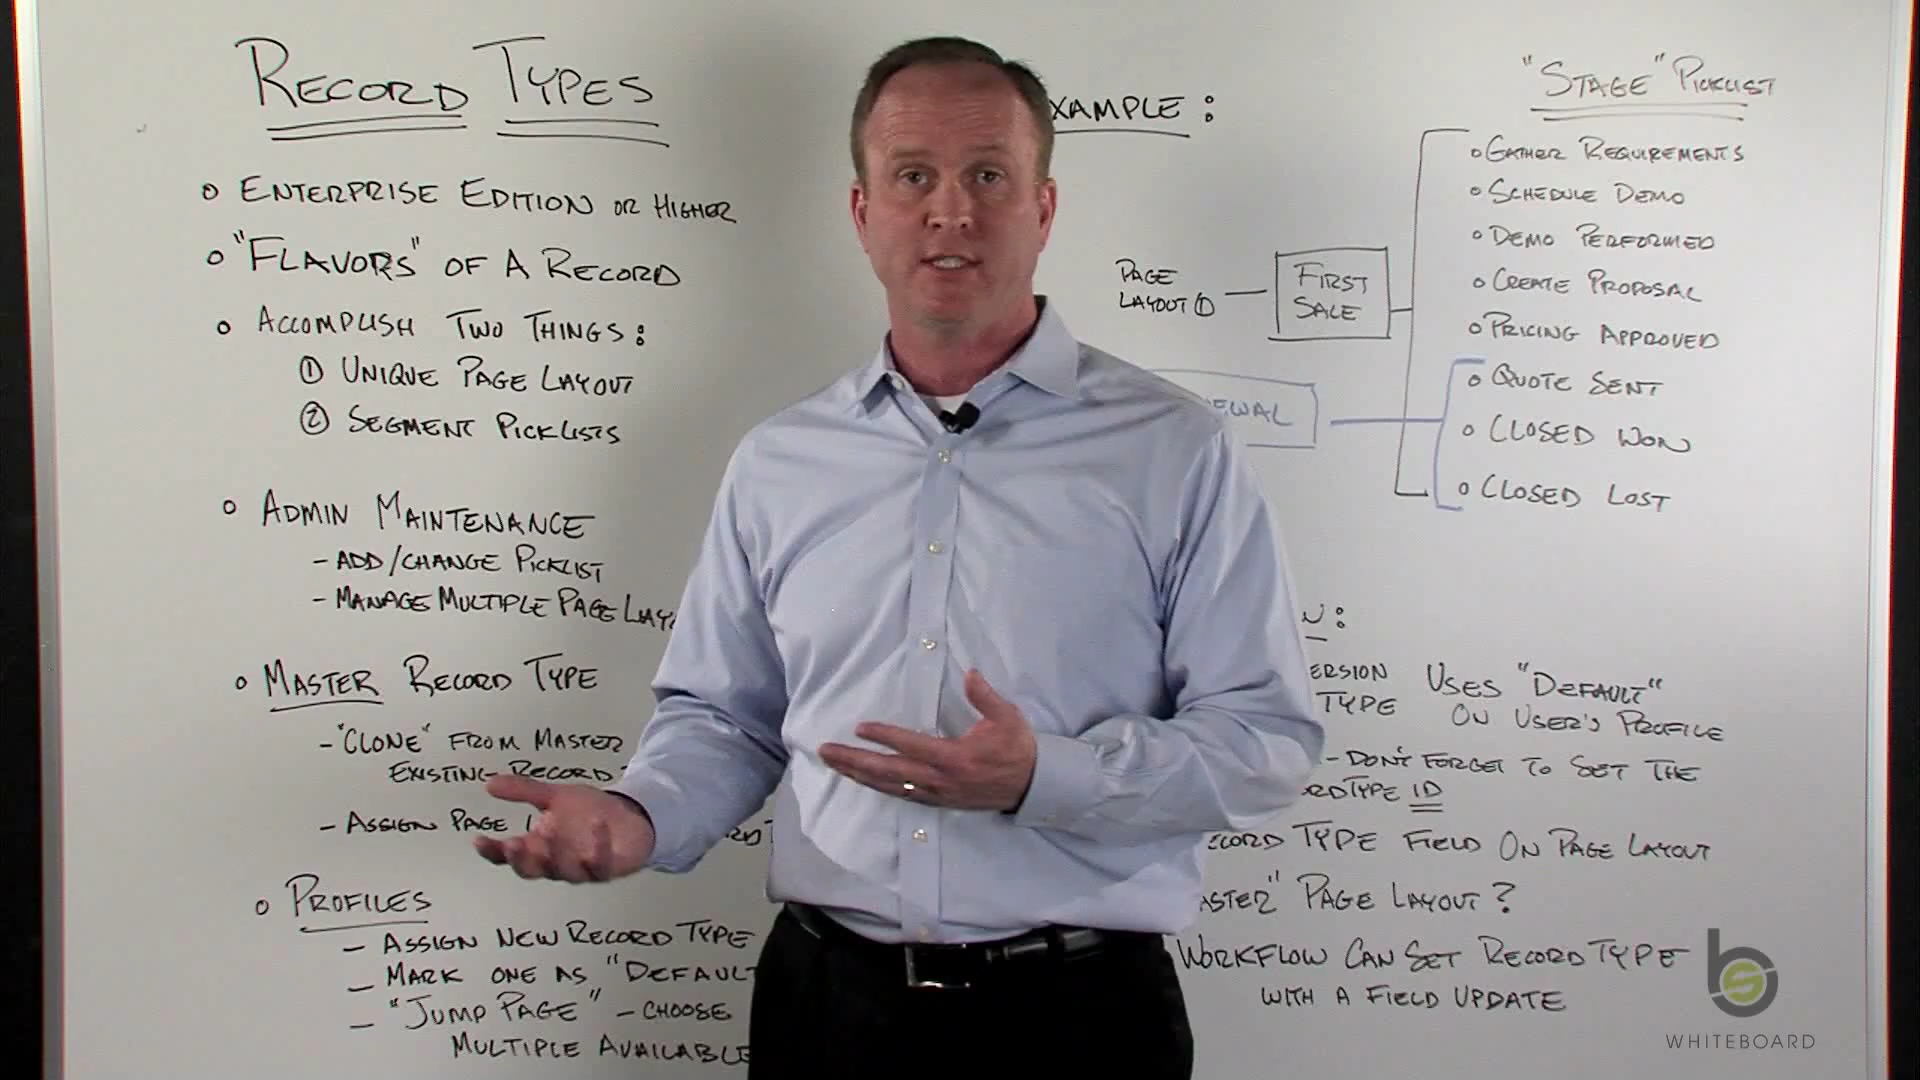 RECORD TYPES
o ENTERPRISE EDITION OR HIGHER
o "FLAVORS" OF A RECORD
o ACCOMPLISH TWO THINGS:
① UNIQUE PAGE LAYOUT
② SEGMENT PICKLISTS
o ADMIN MAINTENANCE
- ADD/CHANGE PICKLIST
- MANAGE MULTIPLE PAGE LAYO
o MASTER RECORD TYPE
- "CLONE" FROM MASTER
EXISTING RECORD
- ASSIGN PAGE
o PROFILES
- ASSIGN NEW RECORD TYPE
- MARK ONE AS "DEFAULT
- "JUMP PAGE" - CHOOSE
MULTIPLE AVAILABLE
XAMPLE:
PAGE
LAYOUT ①
FIRST
SALE
EWAL
"STAGE" PICKLIST
o GATHER REQUIREMENTS
o SCHEDULE DEMO
o DEMO PERFORMED
o CREATE PROPOSAL
o PRICING APPROVED
o QUOTE SENT
o CLOSED WON
o CLOSED LOST
N:
ERSION USES "DEFAULT"
TYPE ON USER'S PROFILE
- DON'T FORGET TO SET THE
ORDTYPE ID
ECORD TYPE FIELD ON PAGE LAYOUT
ASTER" PAGE LAYOUT?
WORKFLOW CAN SET RECORD TYPE
WITH A FIELD UPDATE
bs
WHITEBOARD